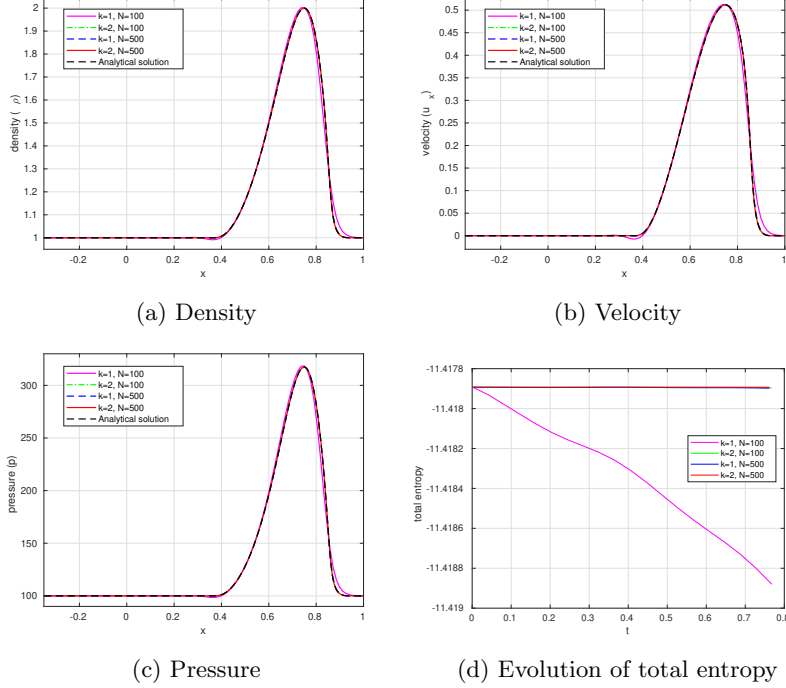 2
1.9
1.8
1.7
1.6
1.5
1.4
1.3
1.2
1.1
1
density ( ρ)
k=1, N=100
k=2, N=100
k=1, N=500
k=2, N=500
Analytical solution
-0.2 0 0.2 0.4 0.6 0.8 1
x
(a) Density
0.5
0.45
0.4
0.35
0.3
0.25
0.2
0.15
0.1
0.05
0
velocity (u x)
k=1, N=100
k=2, N=100
k=1, N=500
k=2, N=500
Analytical solution
-0.2 0 0.2 0.4 0.6 0.8 1
x
(b) Velocity
300
250
200
150
100
pressure (p)
k=1, N=100
k=2, N=100
k=1, N=500
k=2, N=500
Analytical solution
-0.2 0 0.2 0.4 0.6 0.8 1
x
(c) Pressure
-11.4178
-11.418
-11.4182
-11.4184
-11.4186
-11.4188
-11.419
total entropy
k=1, N=100
k=2, N=100
k=1, N=500
k=2, N=500
0 0.1 0.2 0.3 0.4 0.5 0.6 0.7 0.8
t
(d) Evolution of total entropy